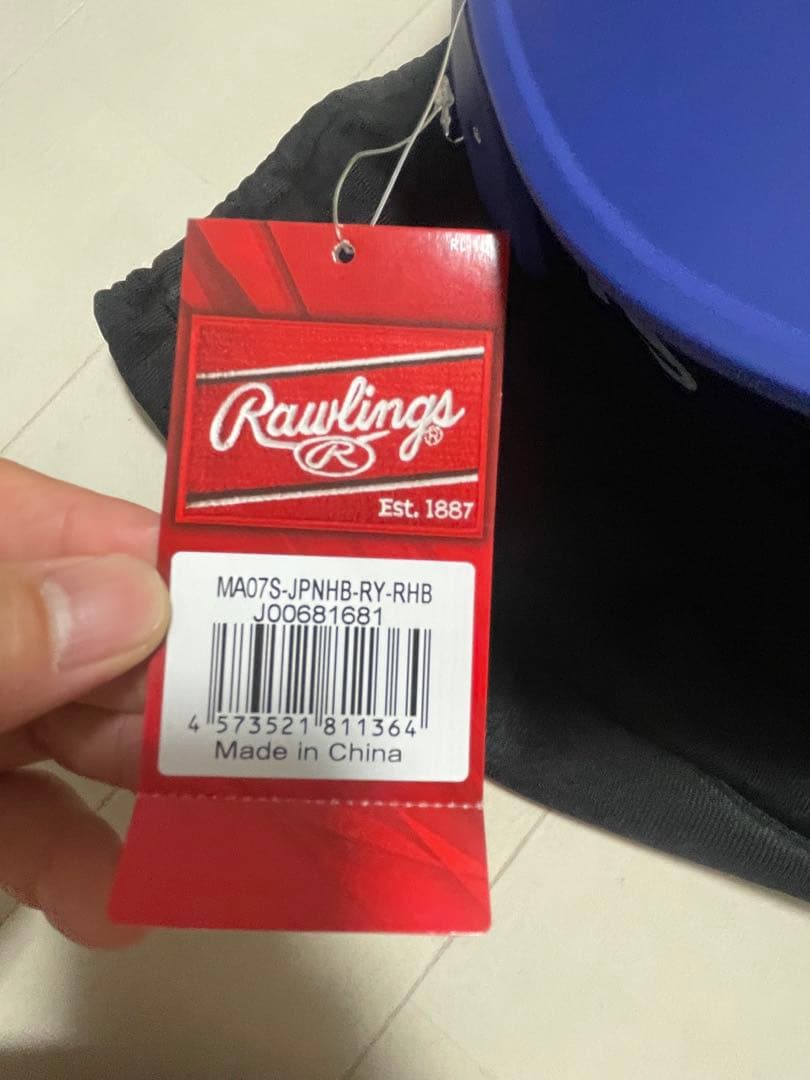 Rawlings®
R
Est. 1887
MA07S-JPNHB-RY-RHB
J00681681
4 573521 811364
Made in China